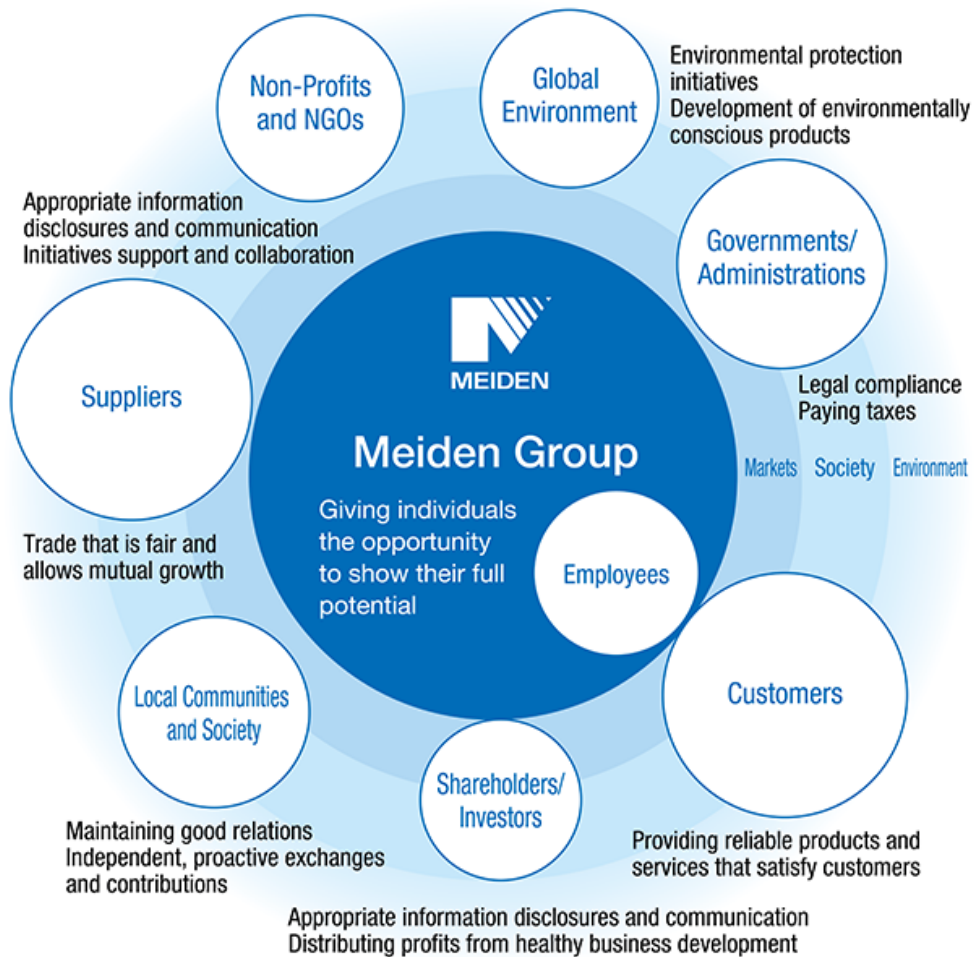 Non-Profits
and NGOs
Global
Environment
Environmental protection
initiatives
Development of environmentally
conscious products
Appropriate information
disclosures and communication
Initiatives support and collaboration
Governments/
Administrations
Legal compliance
Paying taxes
Suppliers
Trade that is fair and
allows mutual growth
MEIDEN
Meiden Group
Giving individuals
the opportunity
to show their full
potential
Employees
Markets Society Environment
Customers
Providing reliable products and
services that satisfy customers
Local Communities
and Society
Maintaining good relations
Independent, proactive exchanges
and contributions
Shareholders/
Investors
Appropriate information disclosures and communication
Distributing profits from healthy business development